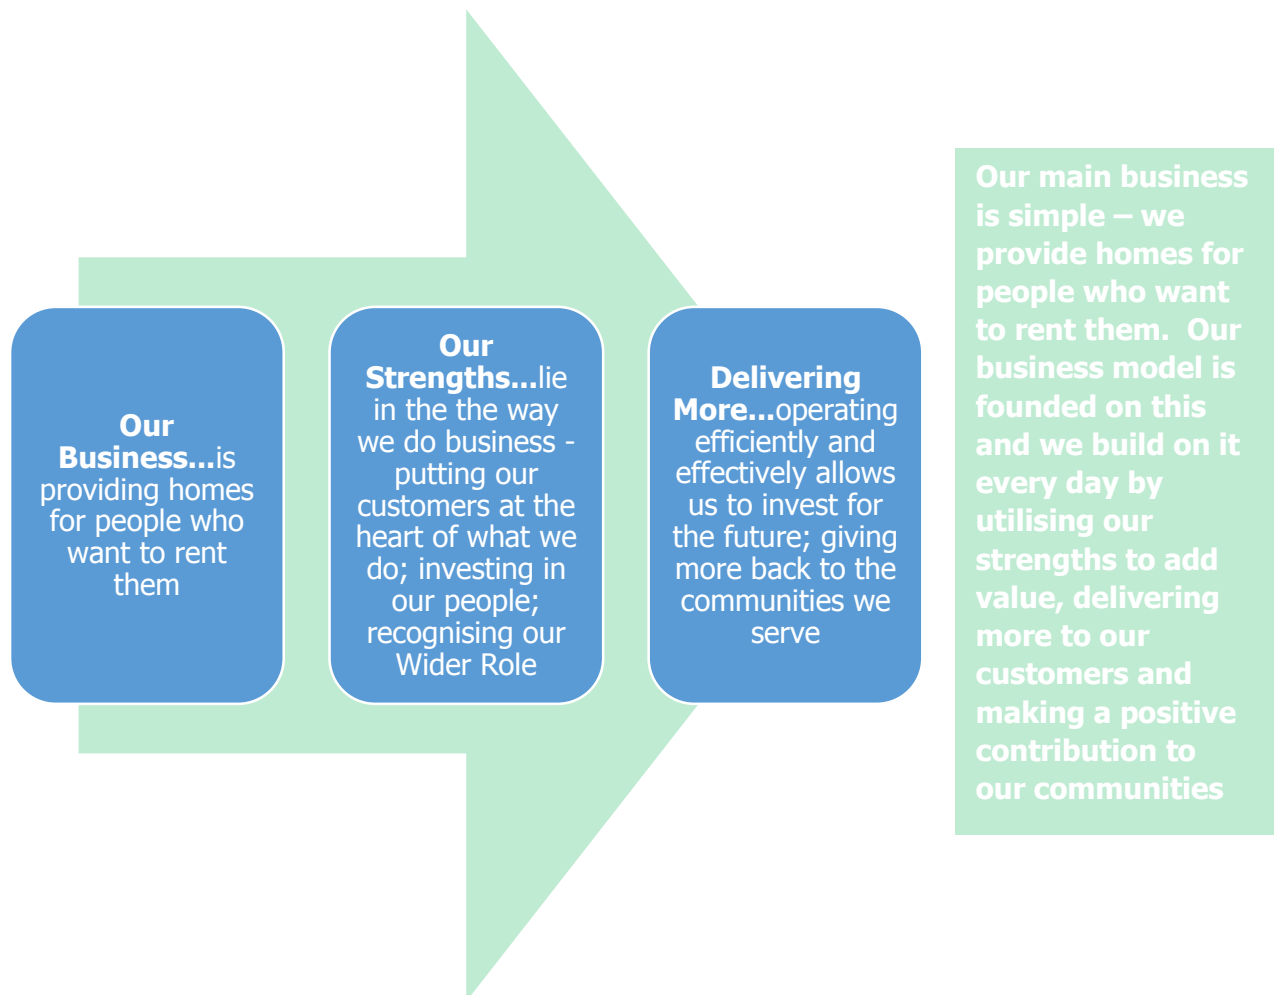 Our
Business...is
providing homes
for people who
want to rent
them
Our
Strengths...lie
in the the way
we do business -
putting our
customers at the
heart of what we
do; investing in
our people;
recognising our
Wider Role
Delivering
More...operating
efficiently and
effectively allows
us to invest for
the future; giving
more back to the
communities we
serve
Our main business
is simple – we
provide homes for
people who want
to rent them.  Our
business model is
founded on this
and we build on it
every day by
utilising our
strengths to add
value, delivering
more to our
customers and
making a positive
contribution to
our communities